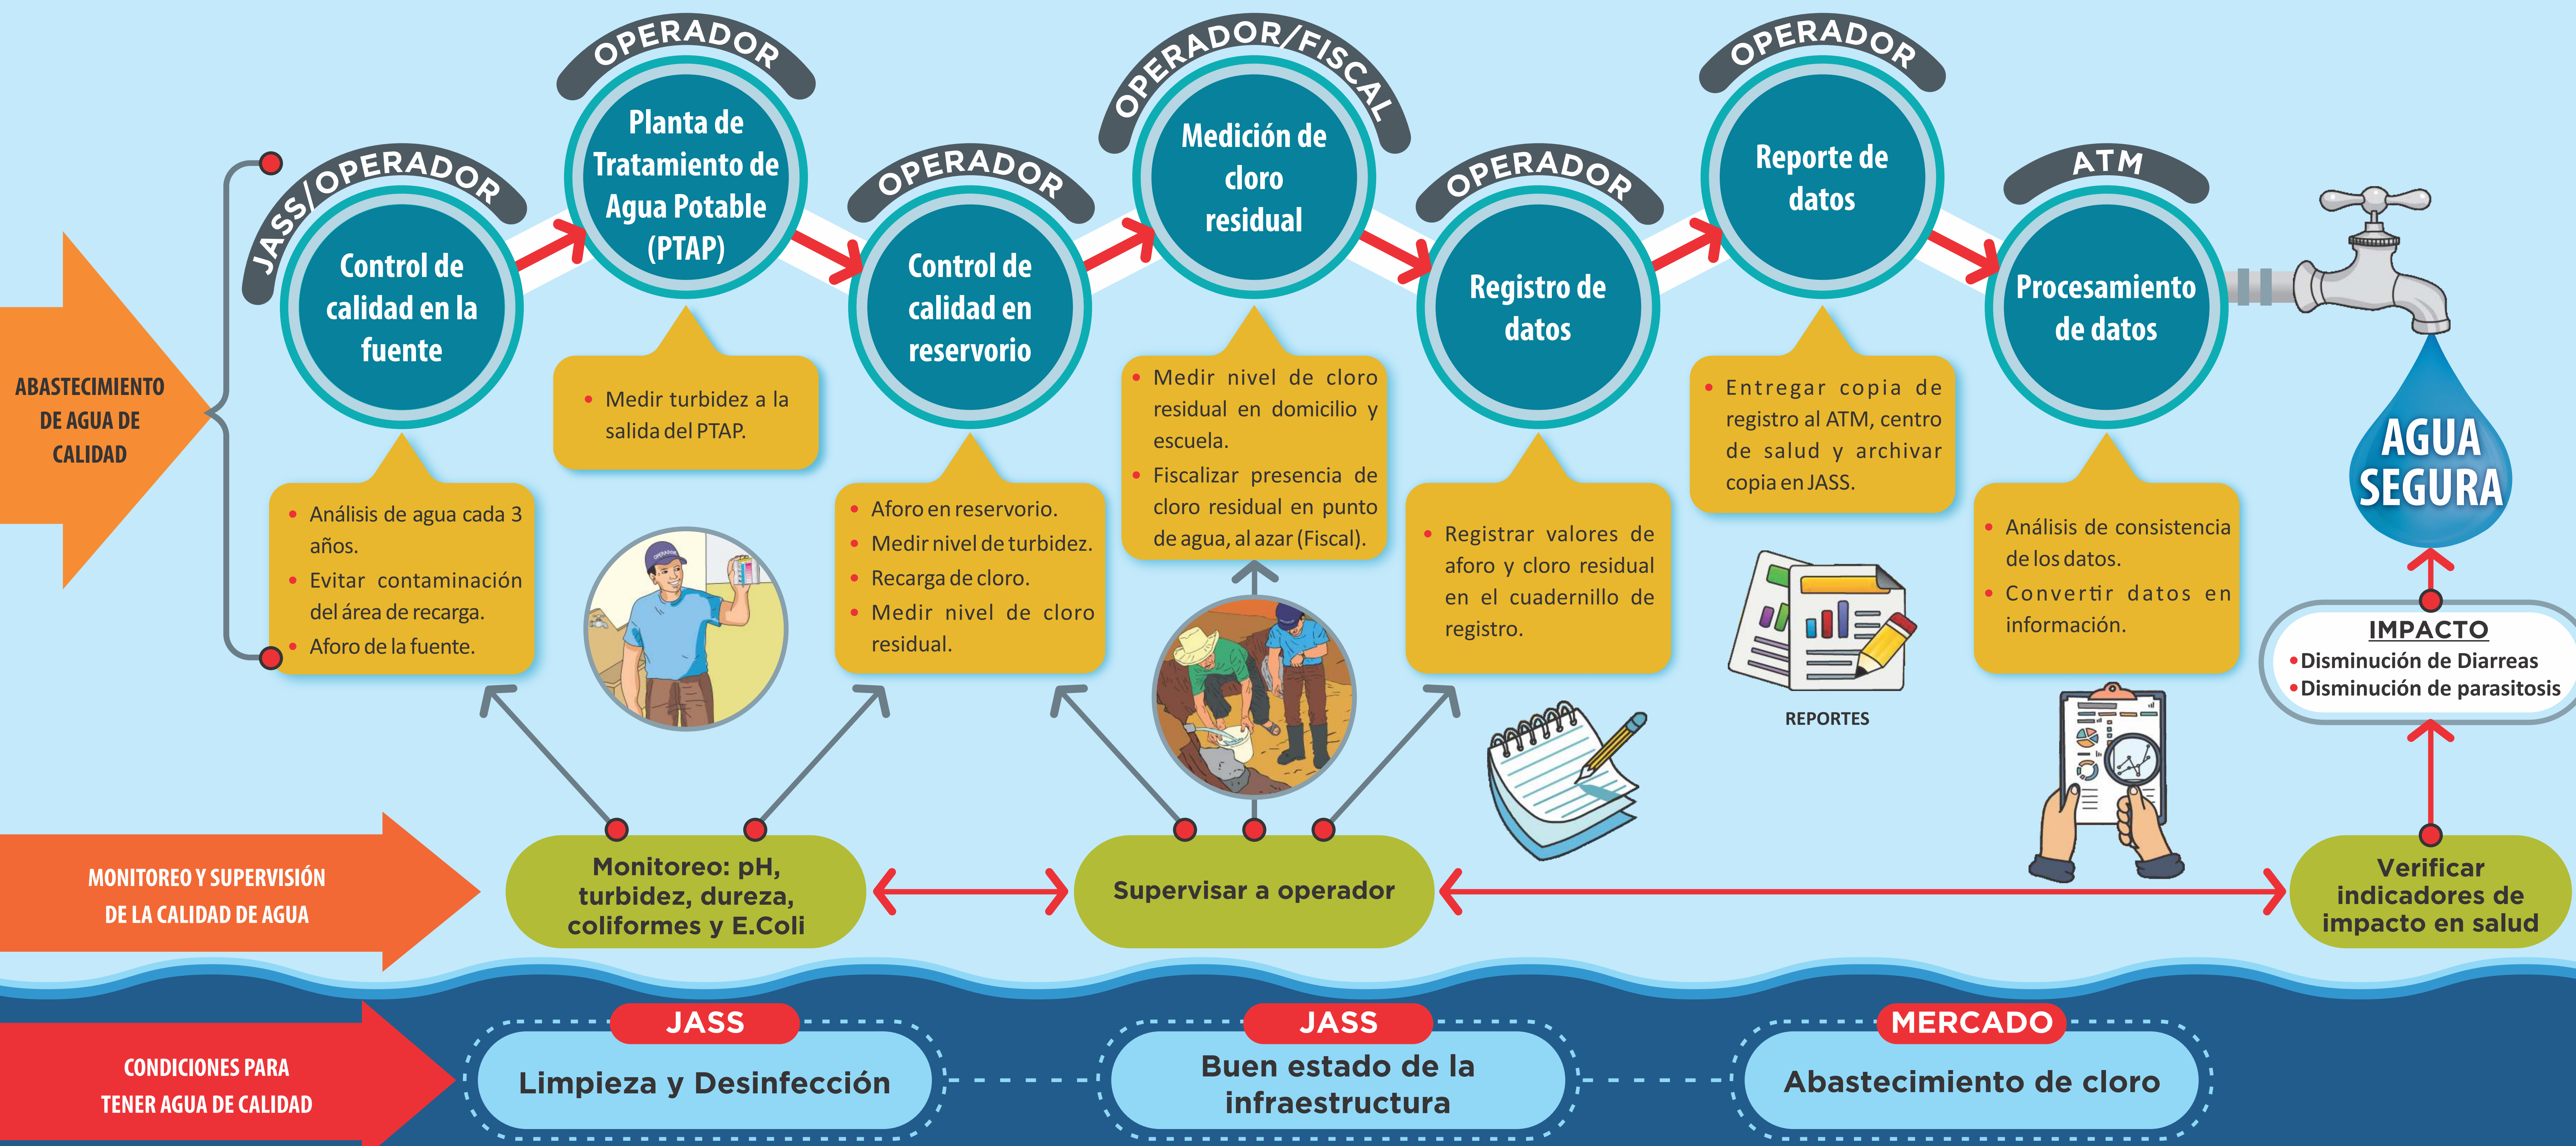 ABASTECIMIENTO
DE AGUA DE
CALIDAD
JASS/OPERADOR
Control de
calidad en la
fuente
• Análisis de agua cada 3
años.
• Evitar contaminación
del área de recarga.
• Aforo de la fuente.
OPERADOR
Planta de
Tratamiento de
Agua Potable
(PTAP)
• Medir turbidez a la
salida del PTAP.
OPERADOR
OPERADOR
Control de
calidad en
reservorio
• Aforo en reservorio.
• Medir nivel de turbidez.
• Recarga de cloro.
• Medir nivel de cloro
residual.
OPERADOR/FISCAL
Medición de
cloro
residual
• Medir nivel de cloro
residual en domicilio y
escuela.
• Fiscalizar presencia de
cloro residual en punto
de agua, al azar (Fiscal).
OPERADOR
Registro de
datos
• Registrar valores de
aforo y cloro residual
en el cuadernillo de
registro.
OPERADOR
Reporte de
datos
• Entregar copia de
registro al ATM, centro
de salud y archivar
copia en JASS.
REPORTES
ATM
Procesamiento
de datos
• Análisis de consistencia
de los datos.
• Convertir datos en
información.
AGUA
SEGURA
IMPACTO
• Disminución de Diarreas
• Disminución de parasitosis
MONITOREO Y SUPERVISIÓN
DE LA CALIDAD DE AGUA
Monitoreo: pH,
turbidez, dureza,
coliformes y E.Coli
Supervisar a operador
Verificar
indicadores de
impacto en salud
CONDICIONES PARA
TENER AGUA DE CALIDAD
JASS
Limpieza y Desinfección
JASS
Buen estado de la
infraestructura
MERCADO
Abastecimiento de cloro